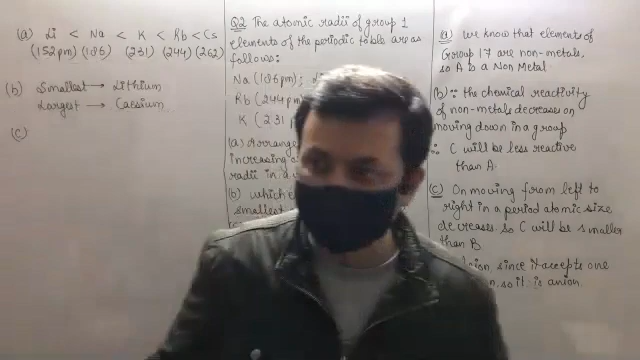 (a) Li < Na < K < Rb < Cs
(152pm) (186) (231) (244) (262)
(b) Smallest → Lithium
Largest → Caesium
(c)
Q2 The atomic radii of group 1
elements of the periodic table are as
follows:
Na (186pm;
Rb (244pm
K (231
(a) Arrange
increasing
radii in
(b) which
smallest
(a) We know that elements of
Group 17 are non-metals,
so A is a Non Metal
(b) ∵ the chemical reactivity
of non-metals decreases on
moving down in a group
∴ C will be less reactive
than A.
(c) On moving from left to
right in a period atomic size
decreases. So C will be smaller
than B
since it accepts one
so it is anion.